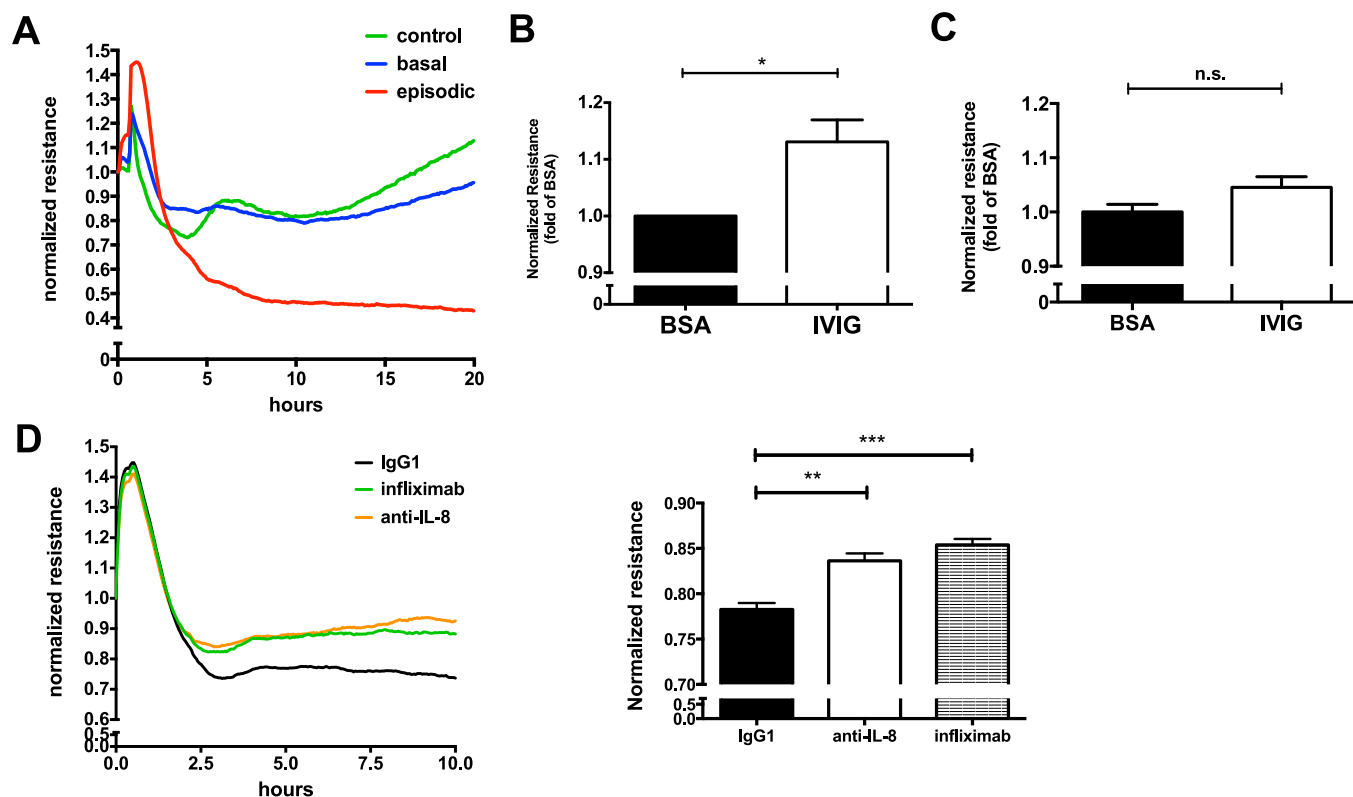 A
control
basal
episodic
1.5
1.4
1.3
1.2
1.1
1.0
0.9
0.8
0.7
0.6
0.5
0.4
0
normalized resistance
0 5 10 15 20
hours
B
*
Normalized Resistance
(fold of BSA)
1.2
1.1
1.0
0.9
0
BSA IVIG
C
n.s.
Normalized resistance
(fold of BSA)
1.2
1.1
1.0
0.9
0
BSA IVIG
D
IgG1
infliximab
anti-IL-8
1.5
1.4
1.3
1.2
1.1
1.0
0.9
0.8
0.7
0.6
0.5
0.0
normalized resistance
0 2.5 5.0 7.5 10.0
hours
***
**
Normalized resistance
0.90
0.85
0.80
0.75
0.70
0.5
0.0
IgG1 anti-IL-8 infliximab